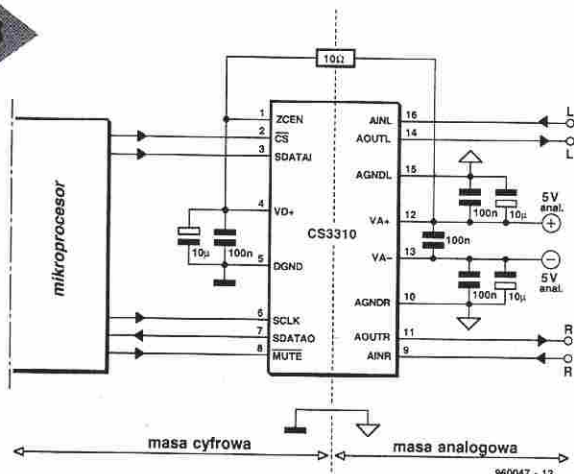 10Ω
mikroprocesor
CS3310
1 ZCEN
2 CS
3 SDATAI
4 VD+
5 DGND
6 SCLK
7 SDATAO
8 MUTE
AINL 16
AOUTL 14
AGNDL 15
VA+ 12
VA− 13
AGNDR 10
AOUTR 11
AINR 9
L
L
R
R
10µ
100n
100n
10µ
100n
100n
10µ
5V
anal.
+
−
5V
anal.
masa cyfrowa
masa analogowa
960047 - 12